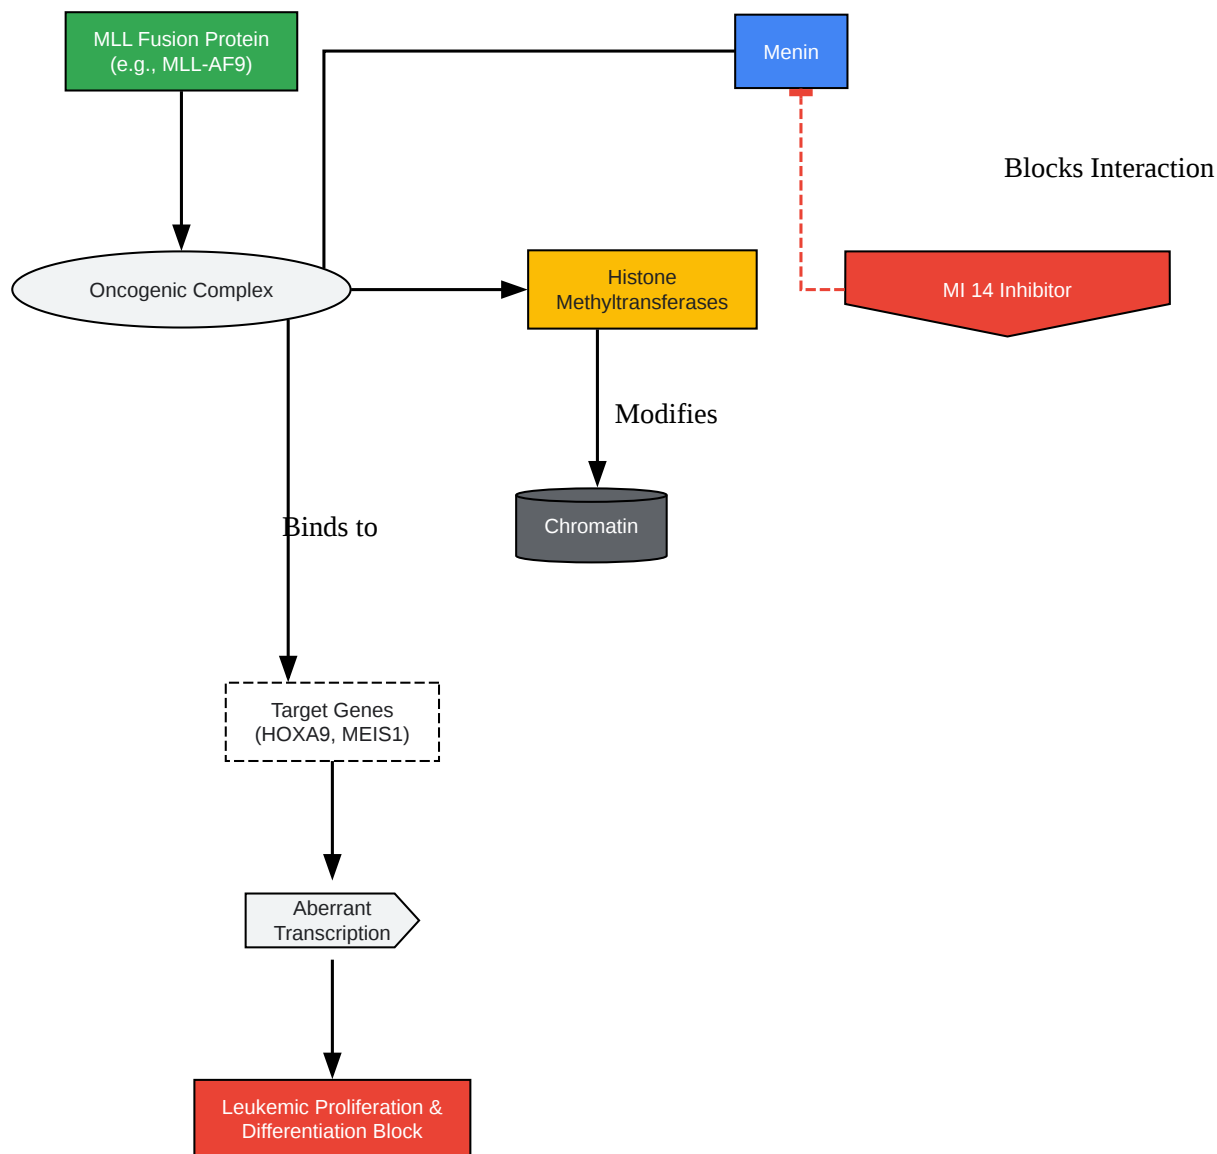 MLL Fusion Protein
(e.g., MLL-AF9)
Menin
Blocks Interaction
Oncogenic Complex
Histone
Methyltransferases
MI 14 Inhibitor
Modifies
Binds to
Chromatin
Target Genes
(HOXA9, MEIS1)
Aberrant
Transcription
Leukemic Proliferation &
Differentiation Block